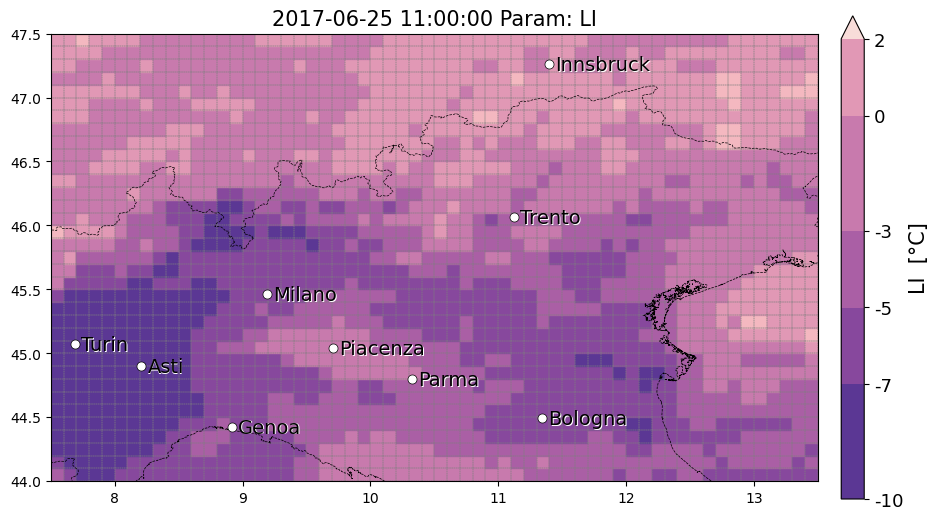 2017-06-25 11:00:00 Param: LI
47.5
47.0
46.5
46.0
45.5
45.0
44.5
44.0
8
9
10
11
12
13
Innsbruck
Trento
Milano
Turin
Piacenza
Asti
Parma
Bologna
Genoa
2
0
-3
-5
-7
-10
LI [°C]